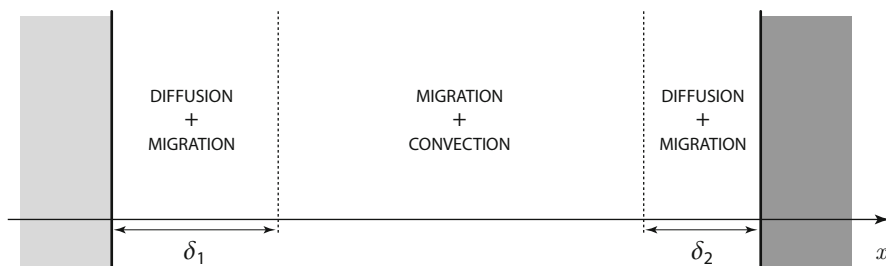 DIFFUSION
+
MIGRATION
MIGRATION
+
CONVECTION
DIFFUSION
+
MIGRATION
δ1
δ2
x